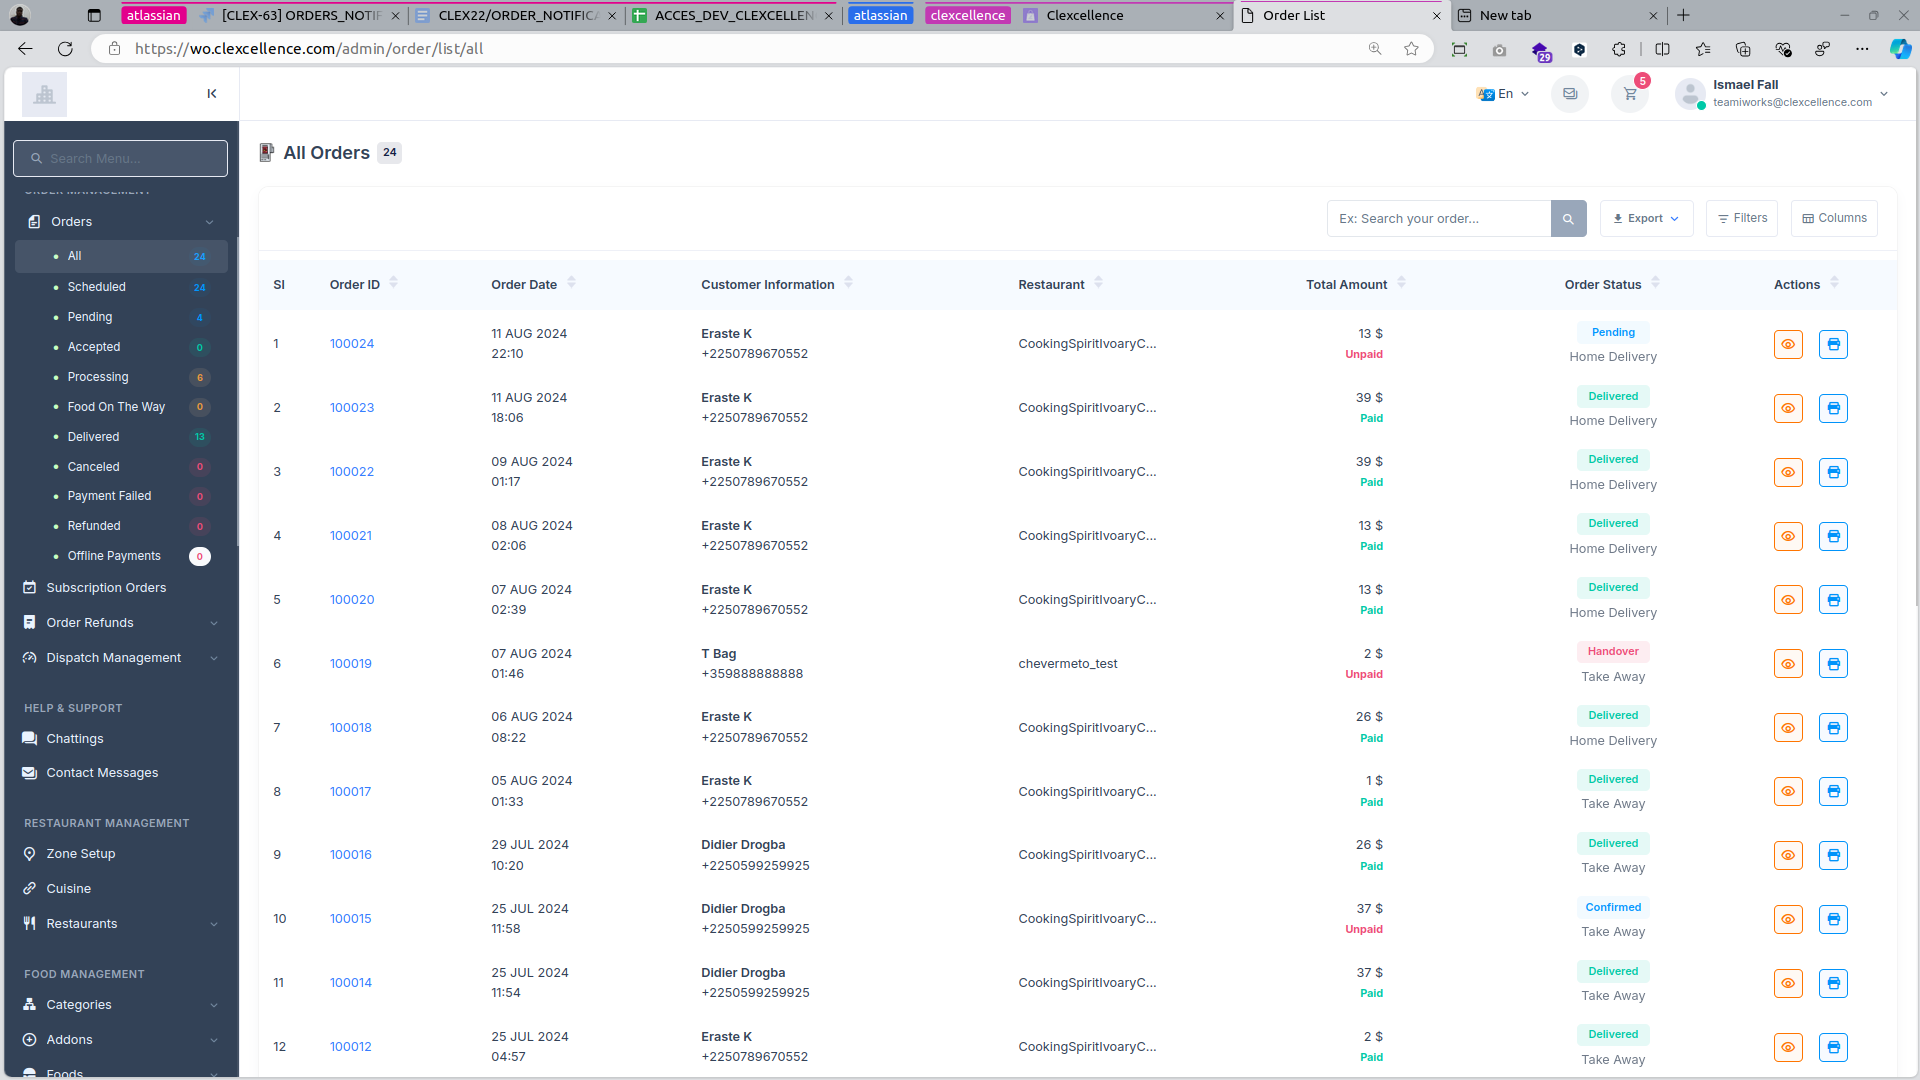 atlassian
[CLEX-63] ORDERS_NOTIF
CLEX22/ORDER_NOTIFICA
ACCES_DEV_CLEXCELLEN
atlassian
clexcellence
Clexcellence
Order List
New tab
https://wo.clexcellence.com/admin/order/list/all
29
En
5
Ismael Fall
teamiworks@clexcellence.com
Search Menu...
ORDER MANAGEMENT
Orders
All 24
Scheduled 24
Pending 4
Accepted 0
Processing 6
Food On The Way 0
Delivered 13
Canceled 0
Payment Failed 0
Refunded 0
Offline Payments 0
Subscription Orders
Order Refunds
Dispatch Management
HELP & SUPPORT
Chattings
Contact Messages
RESTAURANT MANAGEMENT
Zone Setup
Cuisine
Restaurants
FOOD MANAGEMENT
Categories
Addons
Foods
All Orders 24
Ex: Search your order...
Export
Filters
Columns
Sl Order ID Order Date Customer Information Restaurant Total Amount Order Status Actions
1 100024 11 AUG 2024 22:10 Eraste K +2250789670552 CookingSpiritIvoaryC... 13 $ Unpaid Pending Home Delivery
2 100023 11 AUG 2024 18:06 Eraste K +2250789670552 CookingSpiritIvoaryC... 39 $ Paid Delivered Home Delivery
3 100022 09 AUG 2024 01:17 Eraste K +2250789670552 CookingSpiritIvoaryC... 39 $ Paid Delivered Home Delivery
4 100021 08 AUG 2024 02:06 Eraste K +2250789670552 CookingSpiritIvoaryC... 13 $ Paid Delivered Home Delivery
5 100020 07 AUG 2024 02:39 Eraste K +2250789670552 CookingSpiritIvoaryC... 13 $ Paid Delivered Home Delivery
6 100019 07 AUG 2024 01:46 T Bag +359888888888 chevermeto_test 2 $ Unpaid Handover Take Away
7 100018 06 AUG 2024 08:22 Eraste K +2250789670552 CookingSpiritIvoaryC... 26 $ Paid Delivered Home Delivery
8 100017 05 AUG 2024 01:33 Eraste K +2250789670552 CookingSpiritIvoaryC... 1 $ Paid Delivered Take Away
9 100016 29 JUL 2024 10:20 Didier Drogba +2250599259925 CookingSpiritIvoaryC... 26 $ Paid Delivered Take Away
10 100015 25 JUL 2024 11:58 Didier Drogba +2250599259925 CookingSpiritIvoaryC... 37 $ Unpaid Confirmed Take Away
11 100014 25 JUL 2024 11:54 Didier Drogba +2250599259925 CookingSpiritIvoaryC... 37 $ Paid Delivered Take Away
12 100012 25 JUL 2024 04:57 Eraste K +2250789670552 CookingSpiritIvoaryC... 2 $ Paid Delivered Take Away